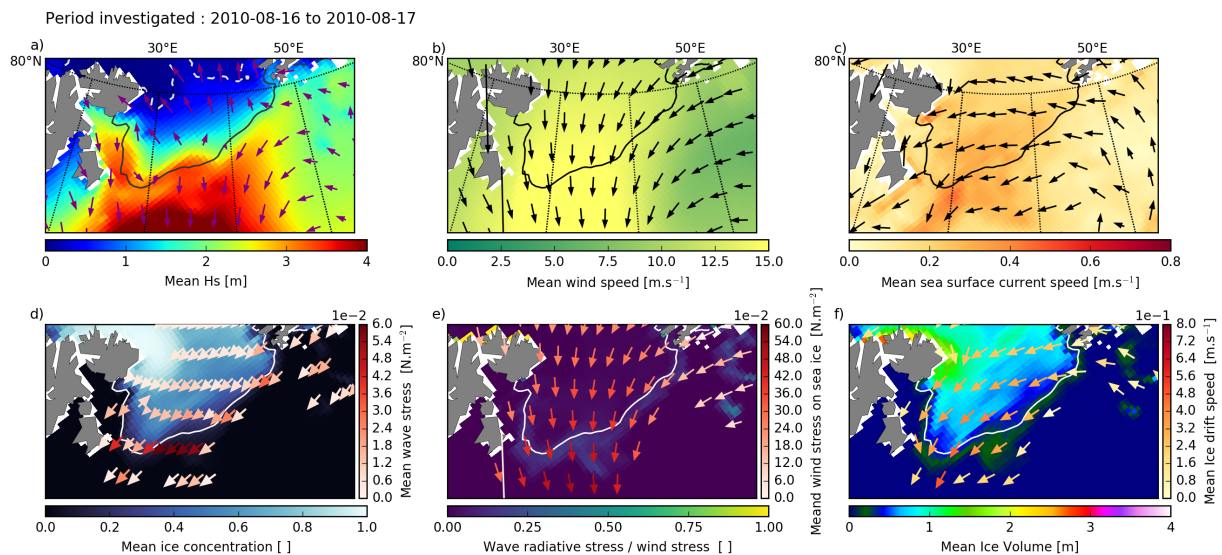 Period investigated : 2010-08-16 to 2010-08-17
a) 30°E 50°E
80°N
0 1 2 3 4
Mean Hs [m]
b) 30°E 50°E
80°N
0.0 2.5 5.0 7.5 10.0 12.5 15.0
Mean wind speed [m.s⁻¹]
c) 30°E 50°E
80°N
0.0 0.2 0.4 0.6 0.8
Mean sea surface current speed [m.s⁻¹]
d) 1e−2
6.0
5.4
4.8
4.2
3.6
3.0
2.4
1.8
1.2
0.6
0.0
Mean wave stress [N.m⁻²]
0.0 0.2 0.4 0.6 0.8 1.0
Mean ice concentration [ ]
e) 1e−2
60.0
54.0
48.0
42.0
36.0
30.0
24.0
18.0
12.0
6.0
0.0
Meand wind stress on sea ice [N.m⁻²]
0.00 0.25 0.50 0.75 1.00
Wave radiative stress / wind stress [ ]
f) 1e−1
8.0
7.2
6.4
5.6
4.8
4.0
3.2
2.4
1.6
0.8
0.0
Mean Ice drift speed [m.s⁻¹]
0 1 2 3 4
Mean Ice Volume [m]